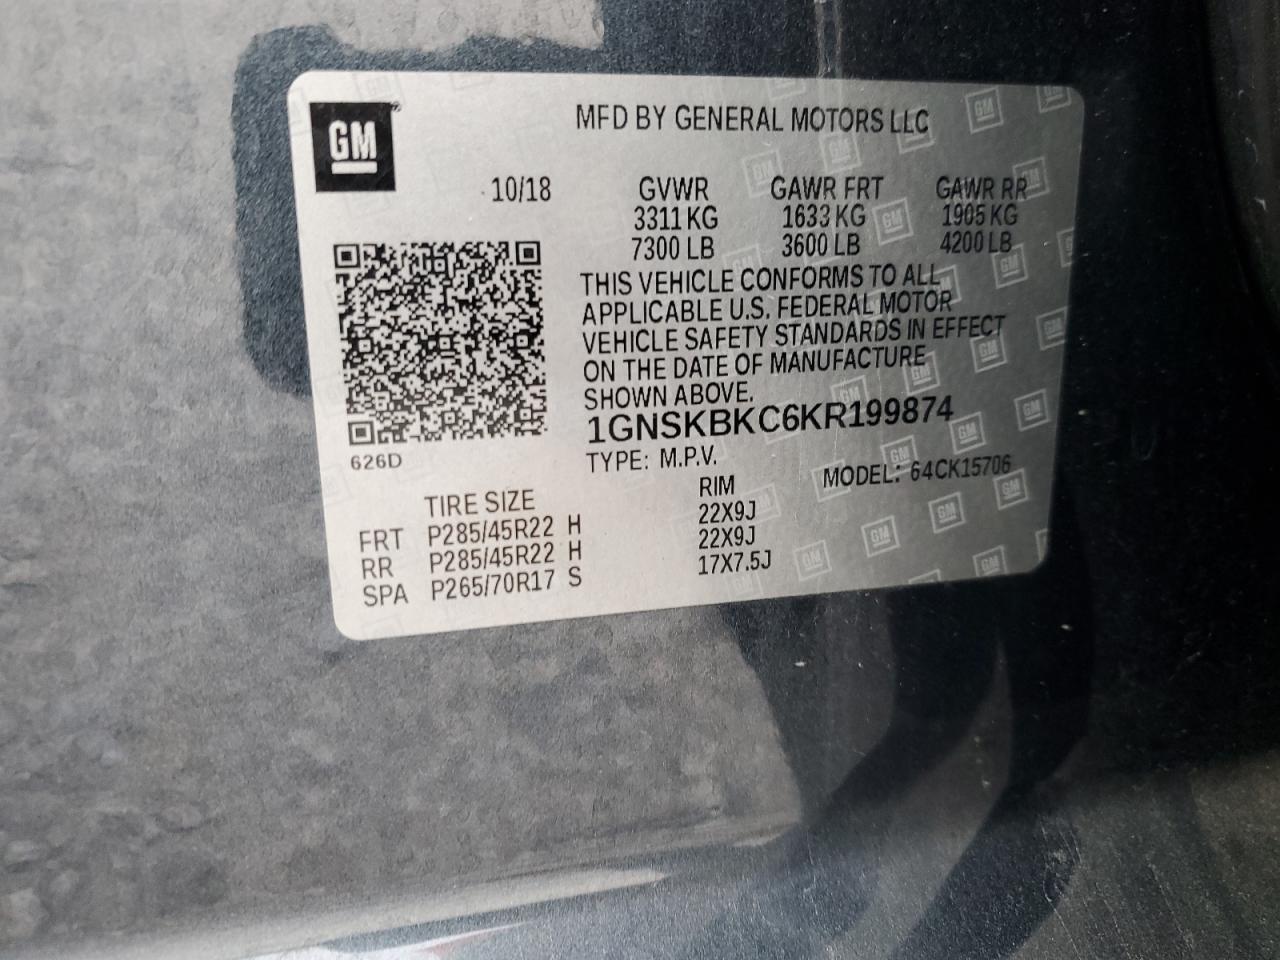 GM
MFD BY GENERAL MOTORS LLC
10/18 GVWR GAWR FRT GAWR RR
3311 KG 1633 KG 1905 KG
7300 LB 3600 LB 4200 LB
THIS VEHICLE CONFORMS TO ALL
APPLICABLE U.S. FEDERAL MOTOR
VEHICLE SAFETY STANDARDS IN EFFECT
ON THE DATE OF MANUFACTURE
SHOWN ABOVE.
1GNSKBKC6KR199874
626D
TYPE: M.P.V. MODEL: 64CK15706
TIRE SIZE RIM
FRT P285/45R22 H 22X9J
RR P285/45R22 H 22X9J
SPA P265/70R17 S 17X7.5J